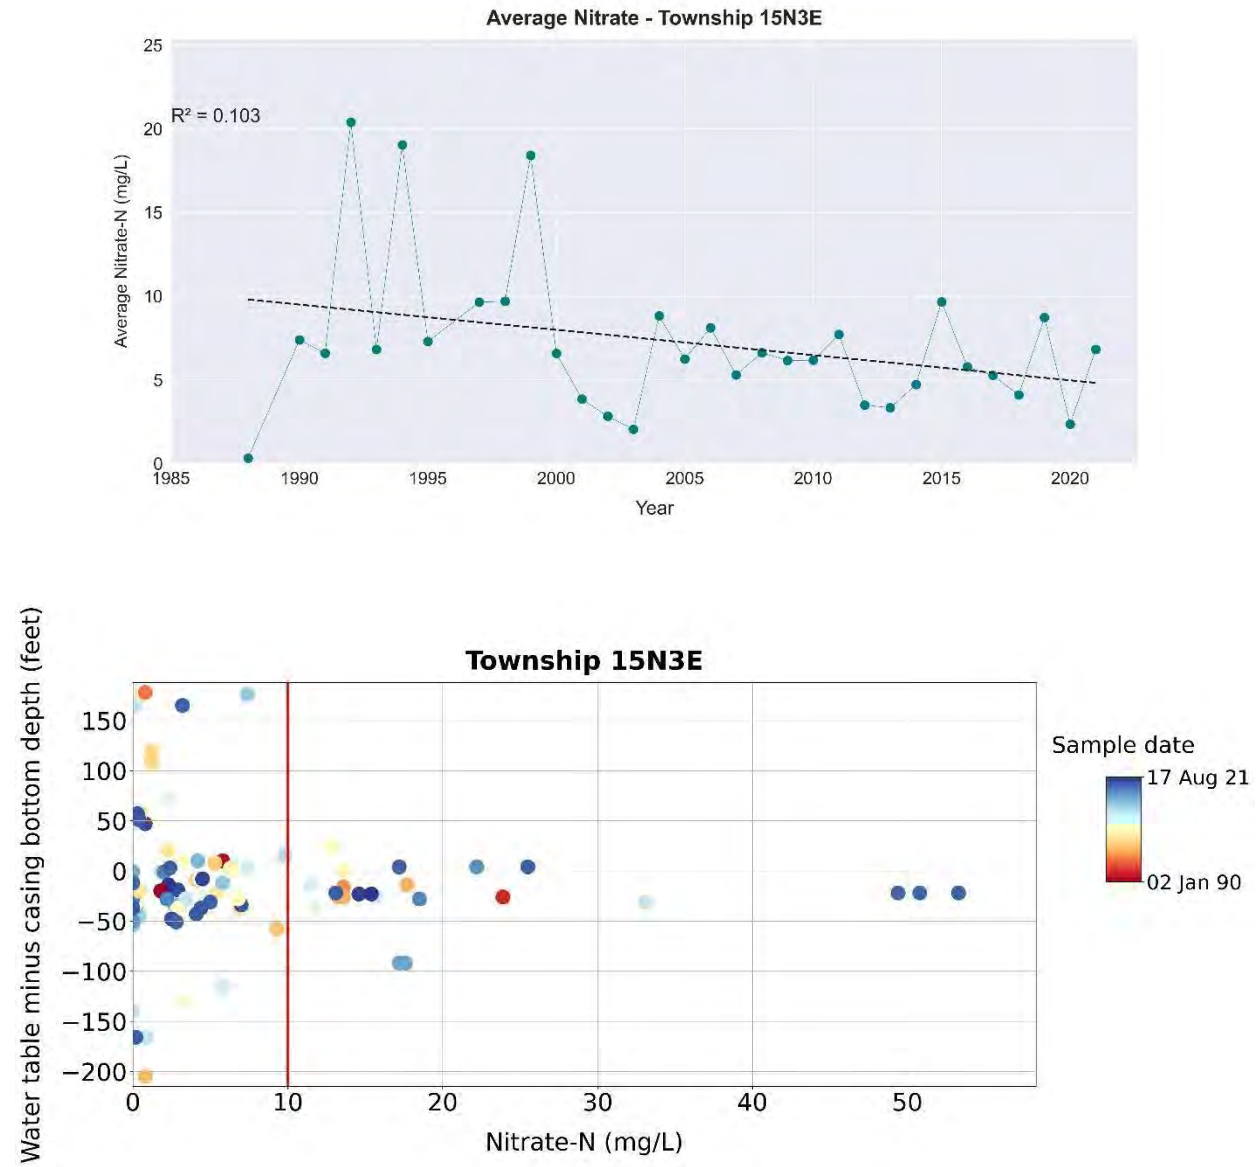 Average Nitrate - Township 15N3E
25
R² = 0.103
20
15
10
5
0
Average Nitrate-N (mg/L)
1985 1990 1995 2000 2005 2010 2015 2020
Year
Township 15N3E
Water table minus casing bottom depth (feet)
150
100
50
0
−50
−100
−150
−200
0 10 20 30 40 50
Nitrate-N (mg/L)
Sample date
17 Aug 21
02 Jan 90